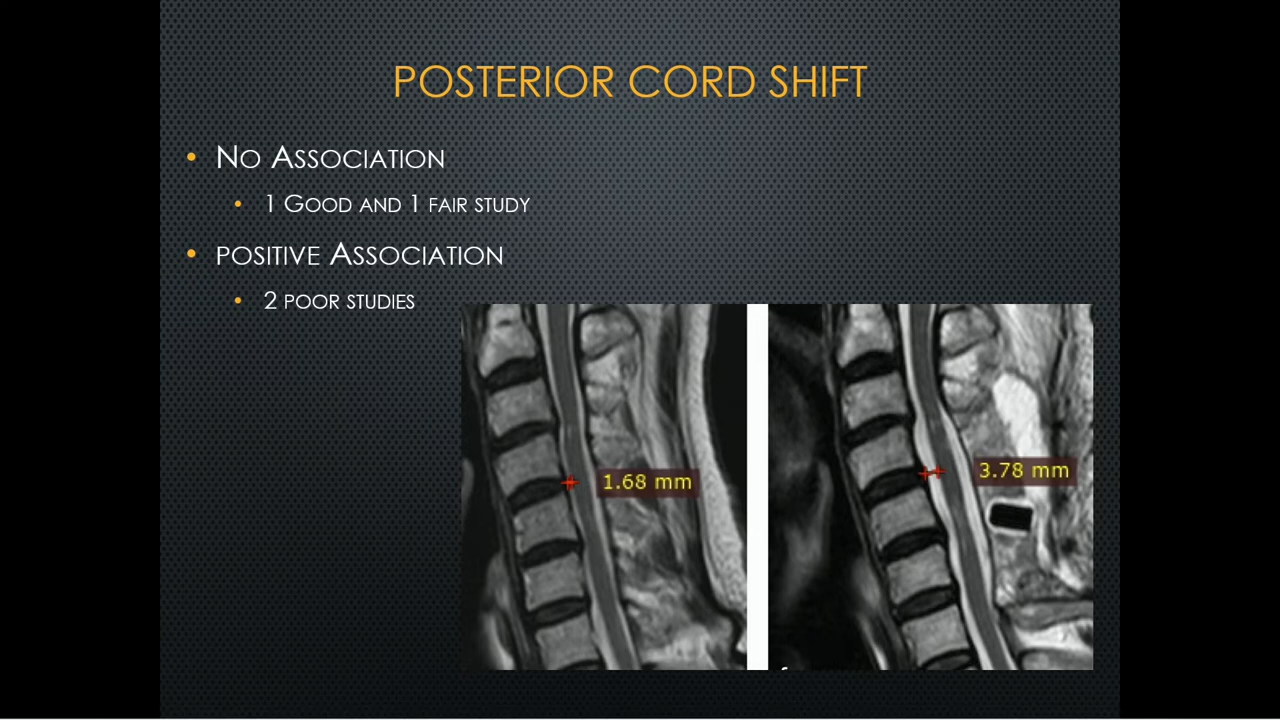 POSTERIOR CORD SHIFT
• NO ASSOCIATION
• 1 GOOD AND 1 FAIR STUDY
• POSITIVE ASSOCIATION
• 2 POOR STUDIES
1.68 mm
3.78 mm